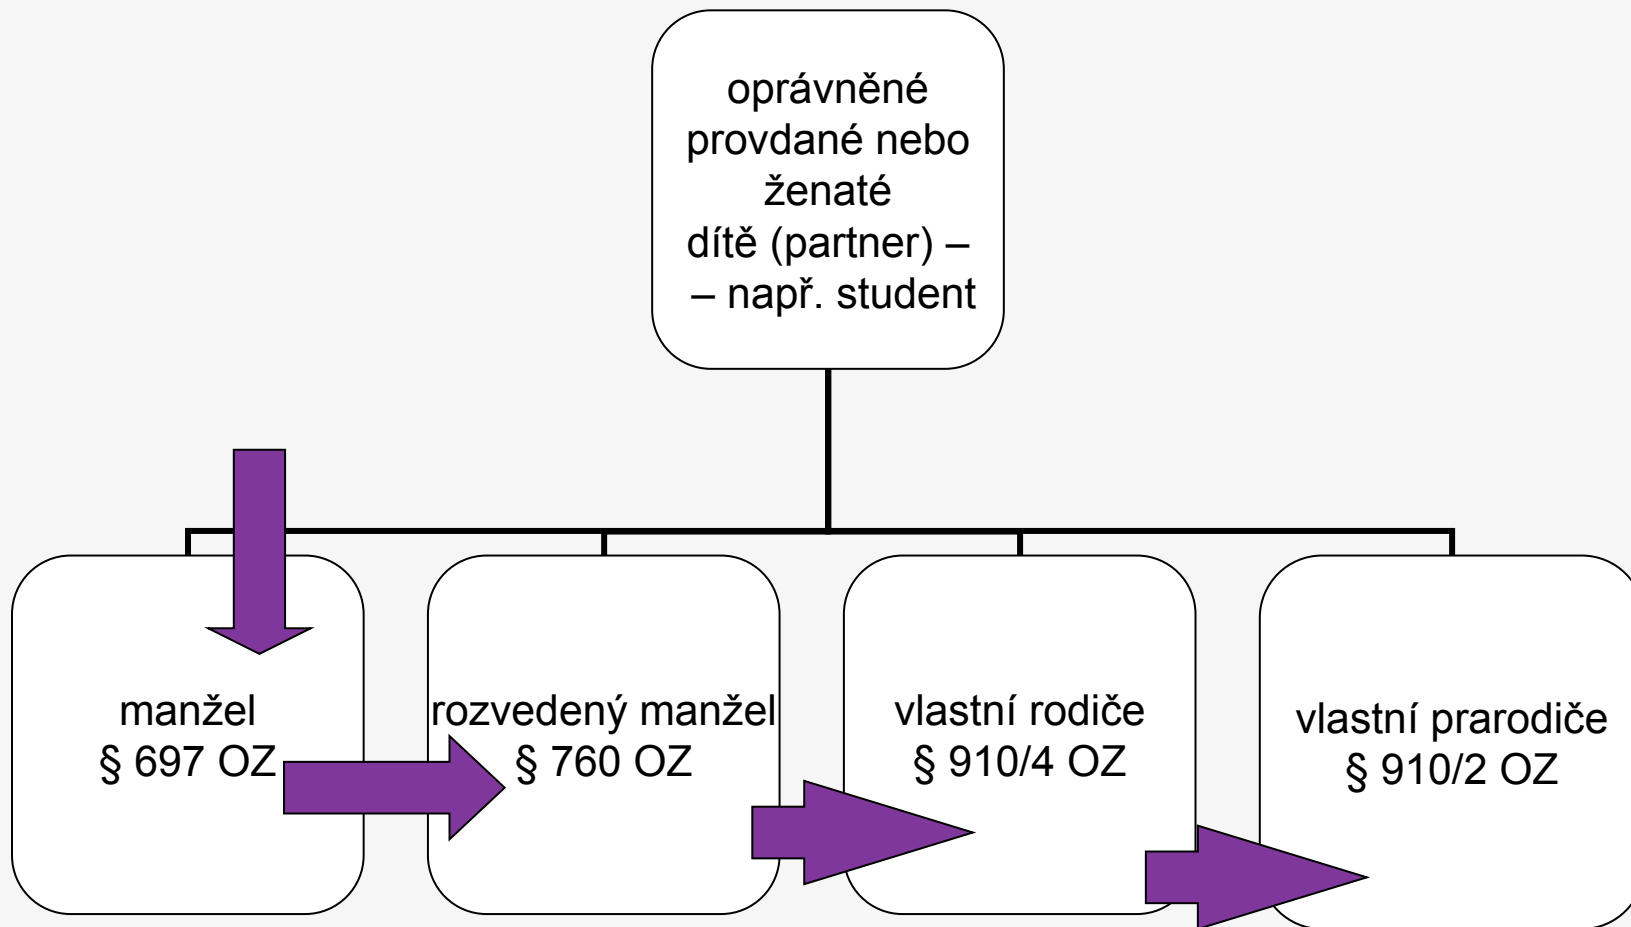 oprávněné
provdané nebo
ženaté
dítě (partner) –
– např. student
manžel
§ 697 OZ
rozvedený manžel
§ 760 OZ
vlastní rodiče
§ 910/4 OZ
vlastní prarodiče
§ 910/2 OZ